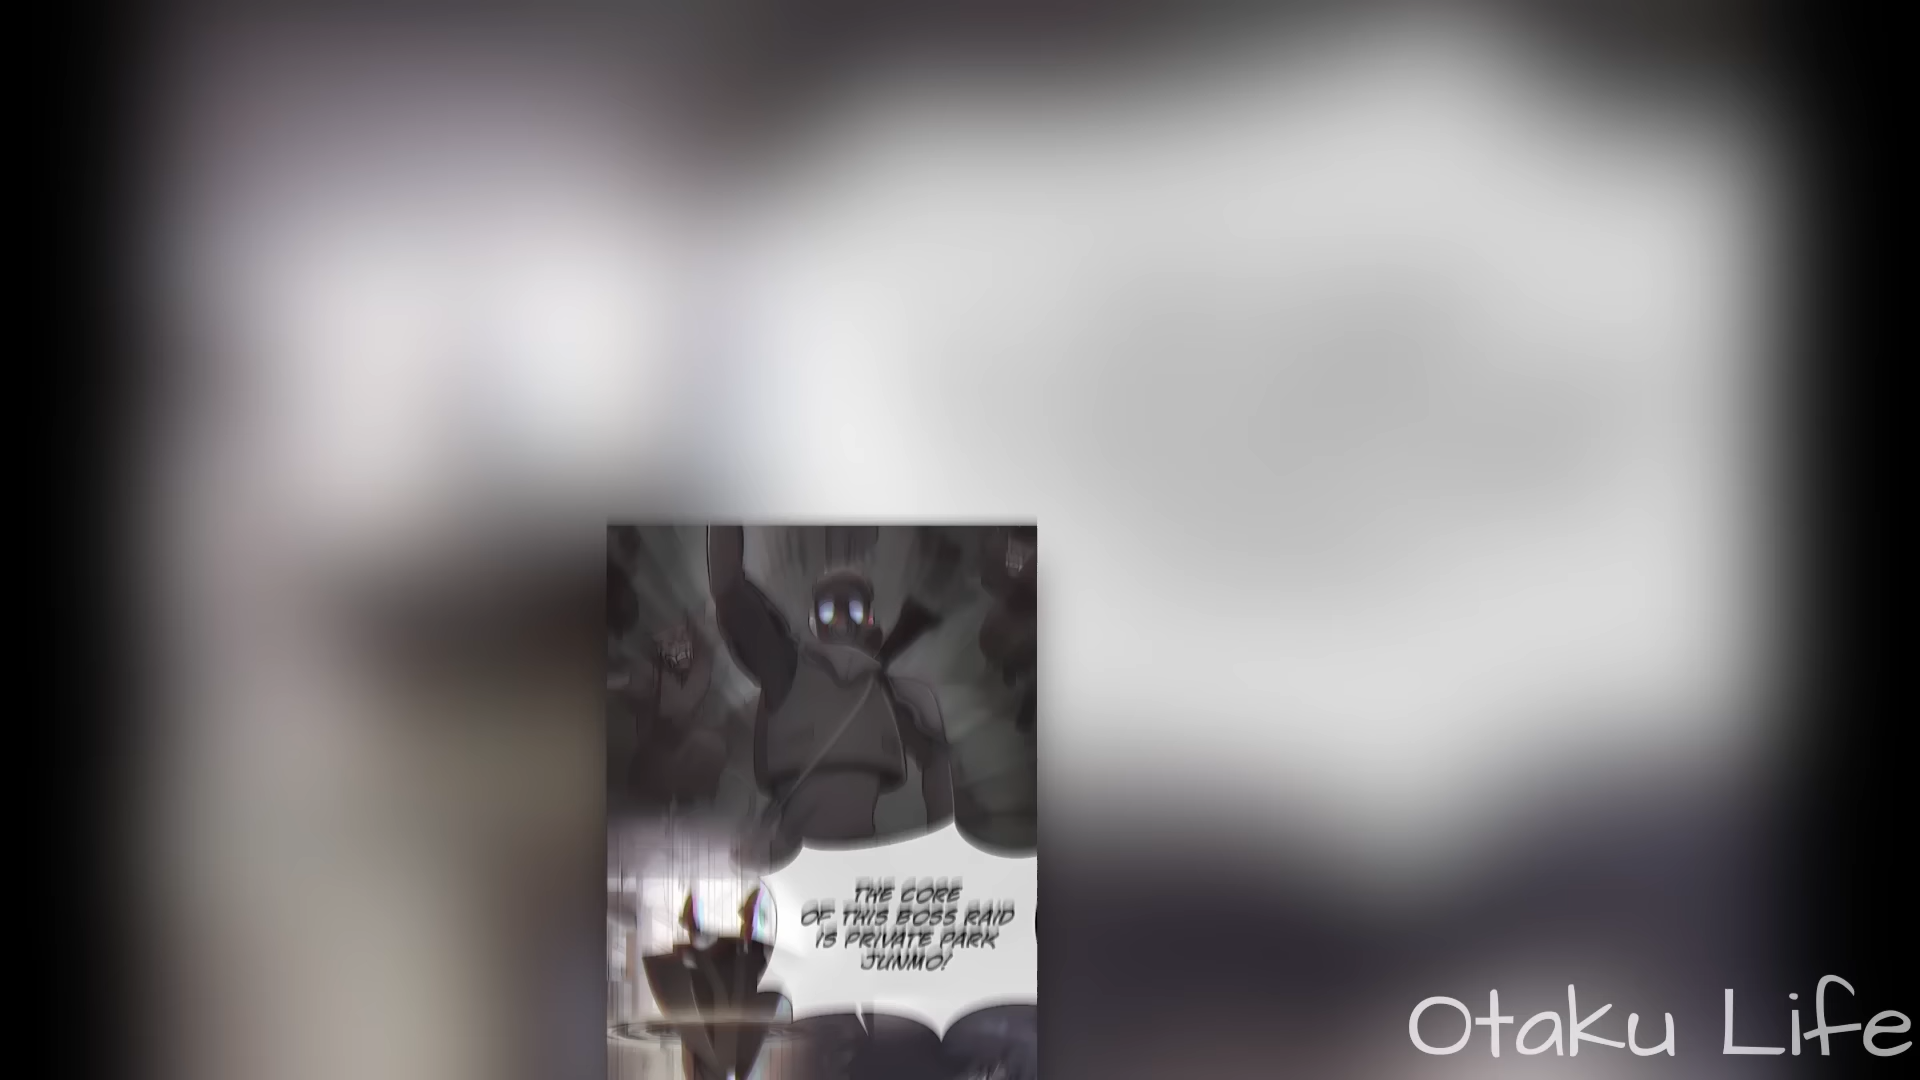 THE CORE
OF THIS BOSS RAID
IS PRIVATE PARK
JUNMO!
Otaku Life